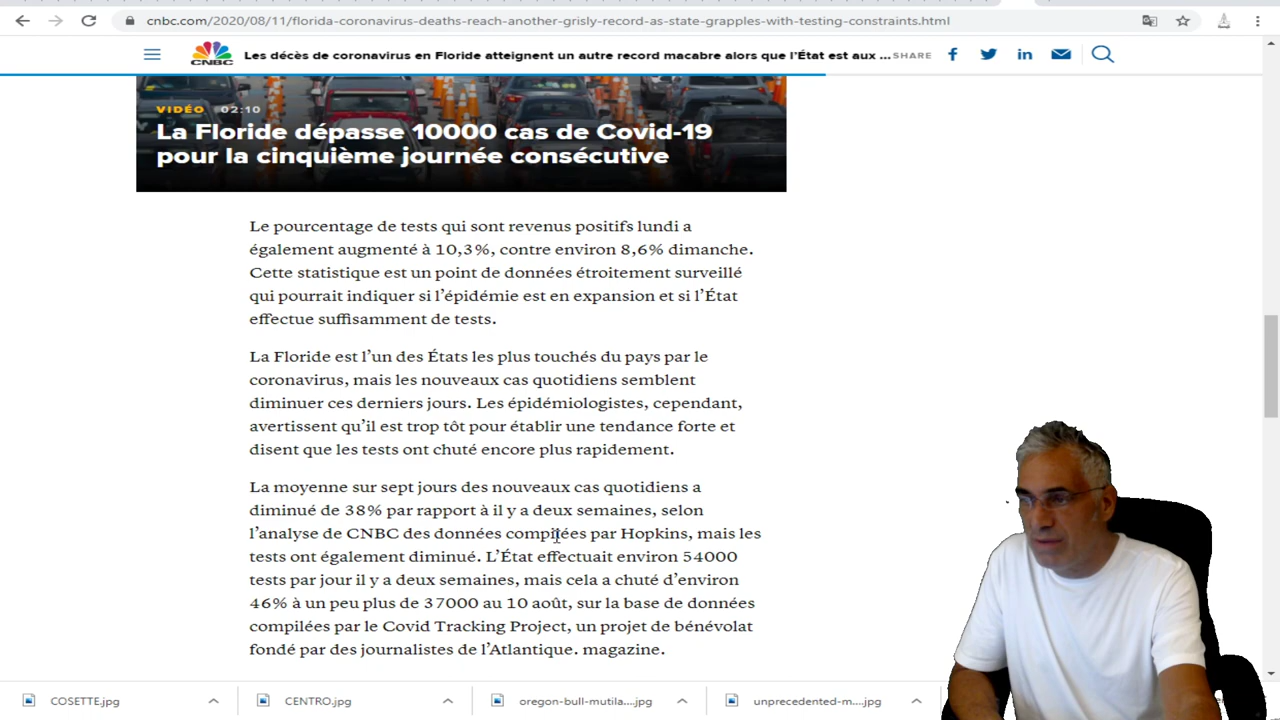 cnbc.com/2020/08/11/florida-coronavirus-deaths-reach-another-grisly-record-as-state-grapples-with-testing-constraints.html
CNBC
Les décès de coronavirus en Floride atteignent un autre record macabre alors que l'État est aux ...
SHARE
VIDÉO 02:10
La Floride dépasse 10000 cas de Covid-19
pour la cinquième journée consécutive
Le pourcentage de tests qui sont revenus positifs lundi a
également augmenté à 10,3%, contre environ 8,6% dimanche.
Cette statistique est un point de données étroitement surveillé
qui pourrait indiquer si l'épidémie est en expansion et si l'État
effectue suffisamment de tests.
La Floride est l'un des États les plus touchés du pays par le
coronavirus, mais les nouveaux cas quotidiens semblent
diminuer ces derniers jours. Les épidémiologistes, cependant,
avertissent qu'il est trop tôt pour établir une tendance forte et
disent que les tests ont chuté encore plus rapidement.
La moyenne sur sept jours des nouveaux cas quotidiens a
diminué de 38% par rapport à il y a deux semaines, selon
l'analyse de CNBC des données compilées par Hopkins, mais les
tests ont également diminué. L'État effectuait environ 54000
tests par jour il y a deux semaines, mais cela a chuté d'environ
46% à un peu plus de 37000 au 10 août, sur la base de données
compilées par le Covid Tracking Project, un projet de bénévolat
fondé par des journalistes de l'Atlantique. magazine.
COSETTE.jpg
CENTRO.jpg
oregon-bull-mutila....jpg
unprecedented-m....jpg